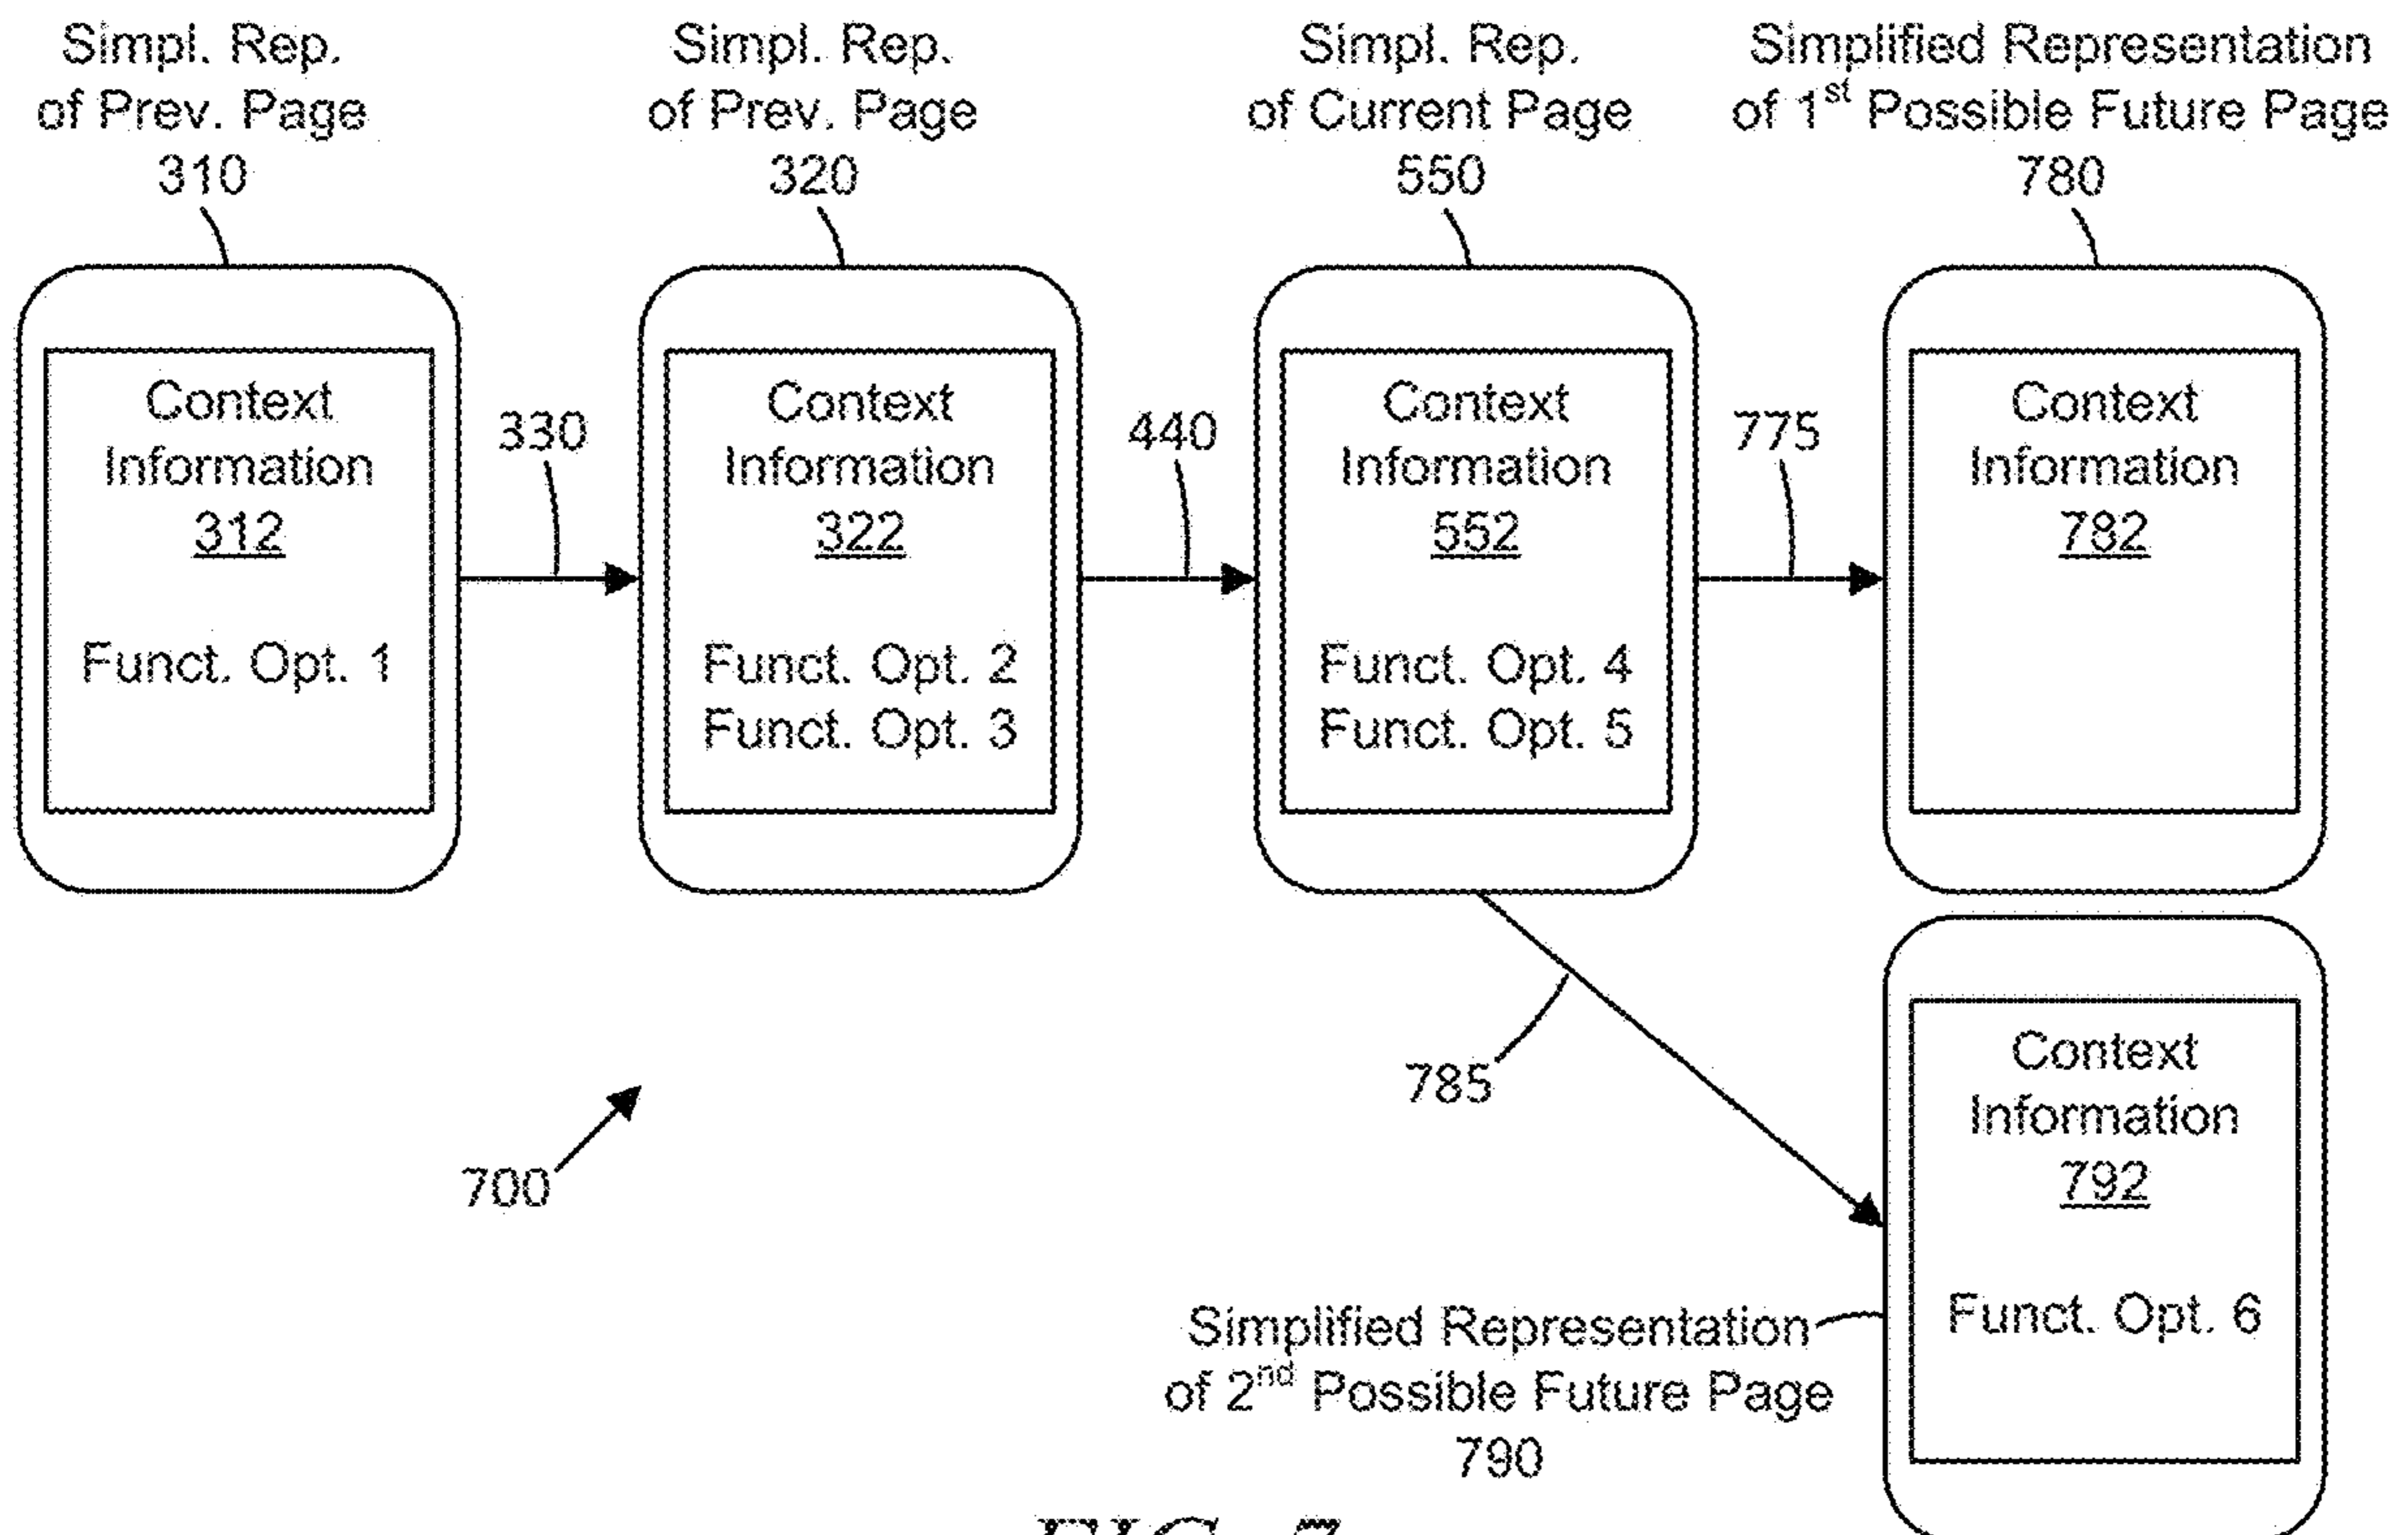 Simpl. Rep.
of Prev. Page
310
Simpl. Rep.
of Prev. Page
320
Simpl. Rep.
of Current Page
550
Simplified Representation
of 1st Possible Future Page
780
Context
Information
312
Funct. Opt. 1
330
Context
Information
322
Funct. Opt. 2
Funct. Opt. 3
440
Context
Information
552
Funct. Opt. 4
Funct. Opt. 5
775
Context
Information
782
785
700
Context
Information
792
Funct. Opt. 6
Simplified Representation
of 2nd Possible Future Page
790
FIG. 7